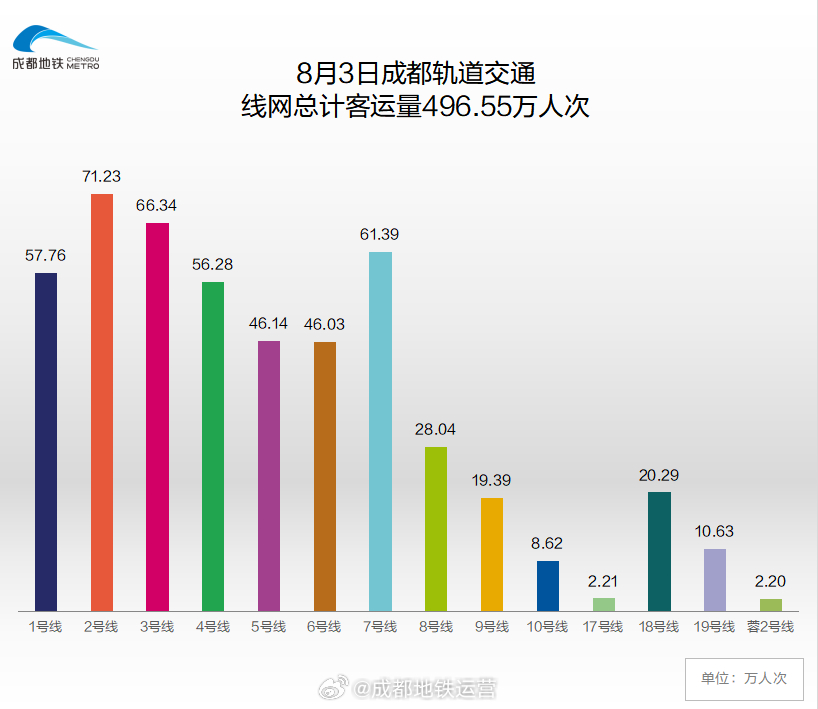 成都地铁 CHENGDU METRO
8月3日成都轨道交通
线网总计客运量496.55万人次
57.76
71.23
66.34
56.28
46.14
46.03
61.39
28.04
19.39
8.62
2.21
20.29
10.63
2.20
1号线
2号线
3号线
4号线
5号线
6号线
7号线
8号线
9号线
10号线
17号线
18号线
19号线
蓉2号线
单位：万人次
@成都地铁运营